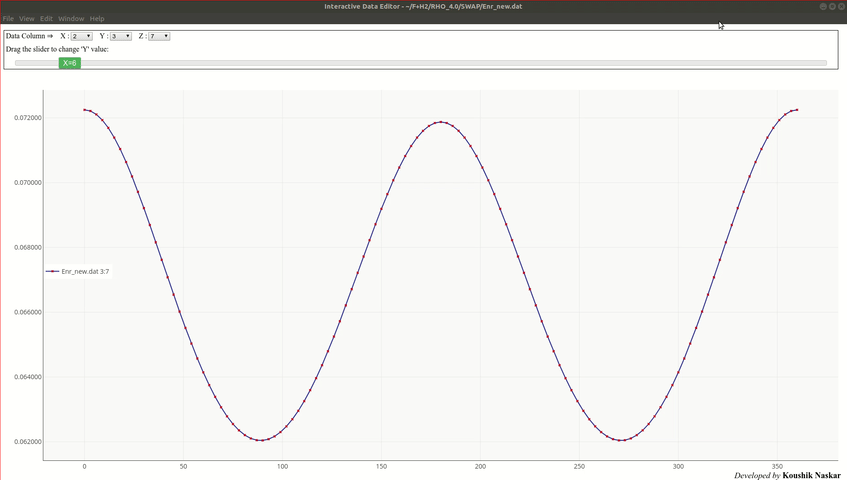 Interactive Data Editor - ~/F+H2/RHO_4.0/SWAP/Enr_new.dat
File View Edit Window Help
Data Column ⇒ X : 2 Y : 3 Z : 7
Drag the slider to change 'Y' value:
X=6
0.072000
0.070000
0.068000
Enr_new.dat 3:7
0.066000
0.064000
0.062000
0 50 100 150 200 250 300 350
Developed by Koushik Naskar